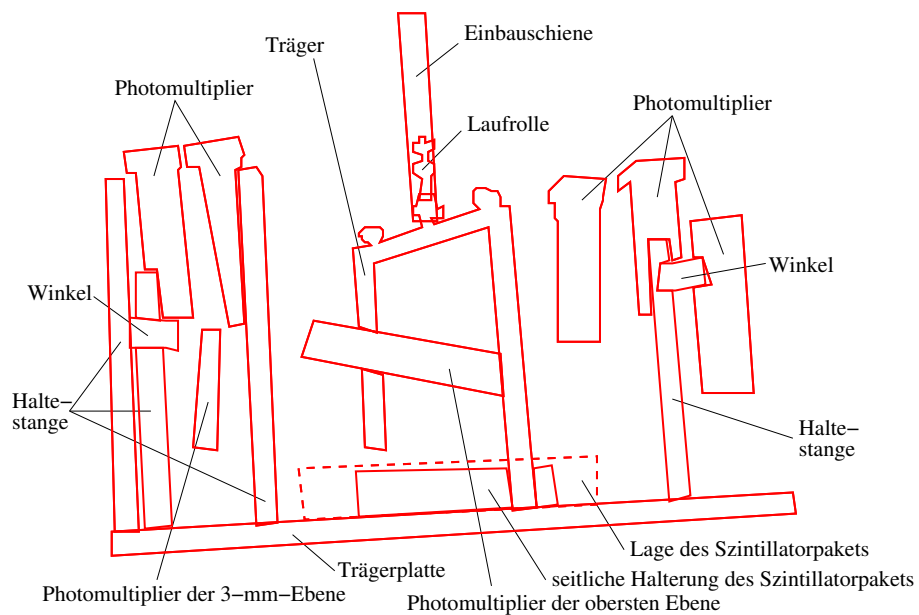 Einbauschiene
Träger
Photomultiplier
Photomultiplier
Laufrolle
Winkel
Winkel
Halte−
stange
Halte−
stange
Lage des Szintillatorpakets
Trägerplatte
seitliche Halterung des Szintillatorpakets
Photomultiplier der 3−mm−Ebene
Photomultiplier der obersten Ebene